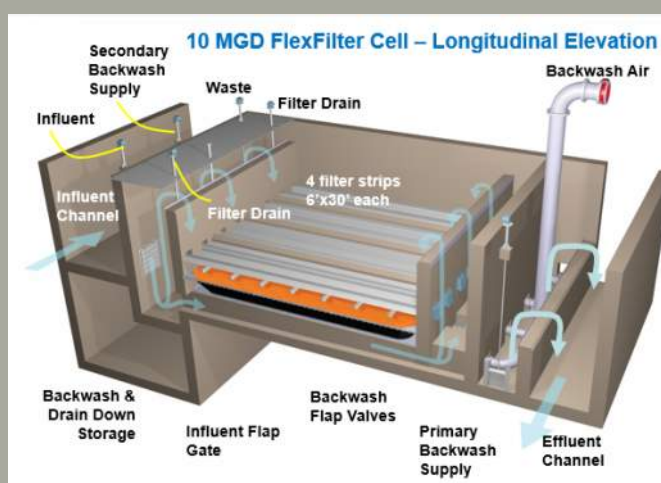 10 MGD FlexFilter Cell – Longitudinal Elevation
Secondary
Backwash
Supply
Waste
Backwash Air
Filter Drain
Influent
4 filter strips
6'x30' each
Influent
Channel
Filter Drain
Backwash &
Drain Down
Storage
Influent Flap
Gate
Backwash
Flap Valves
Primary
Backwash
Supply
Effluent
Channel